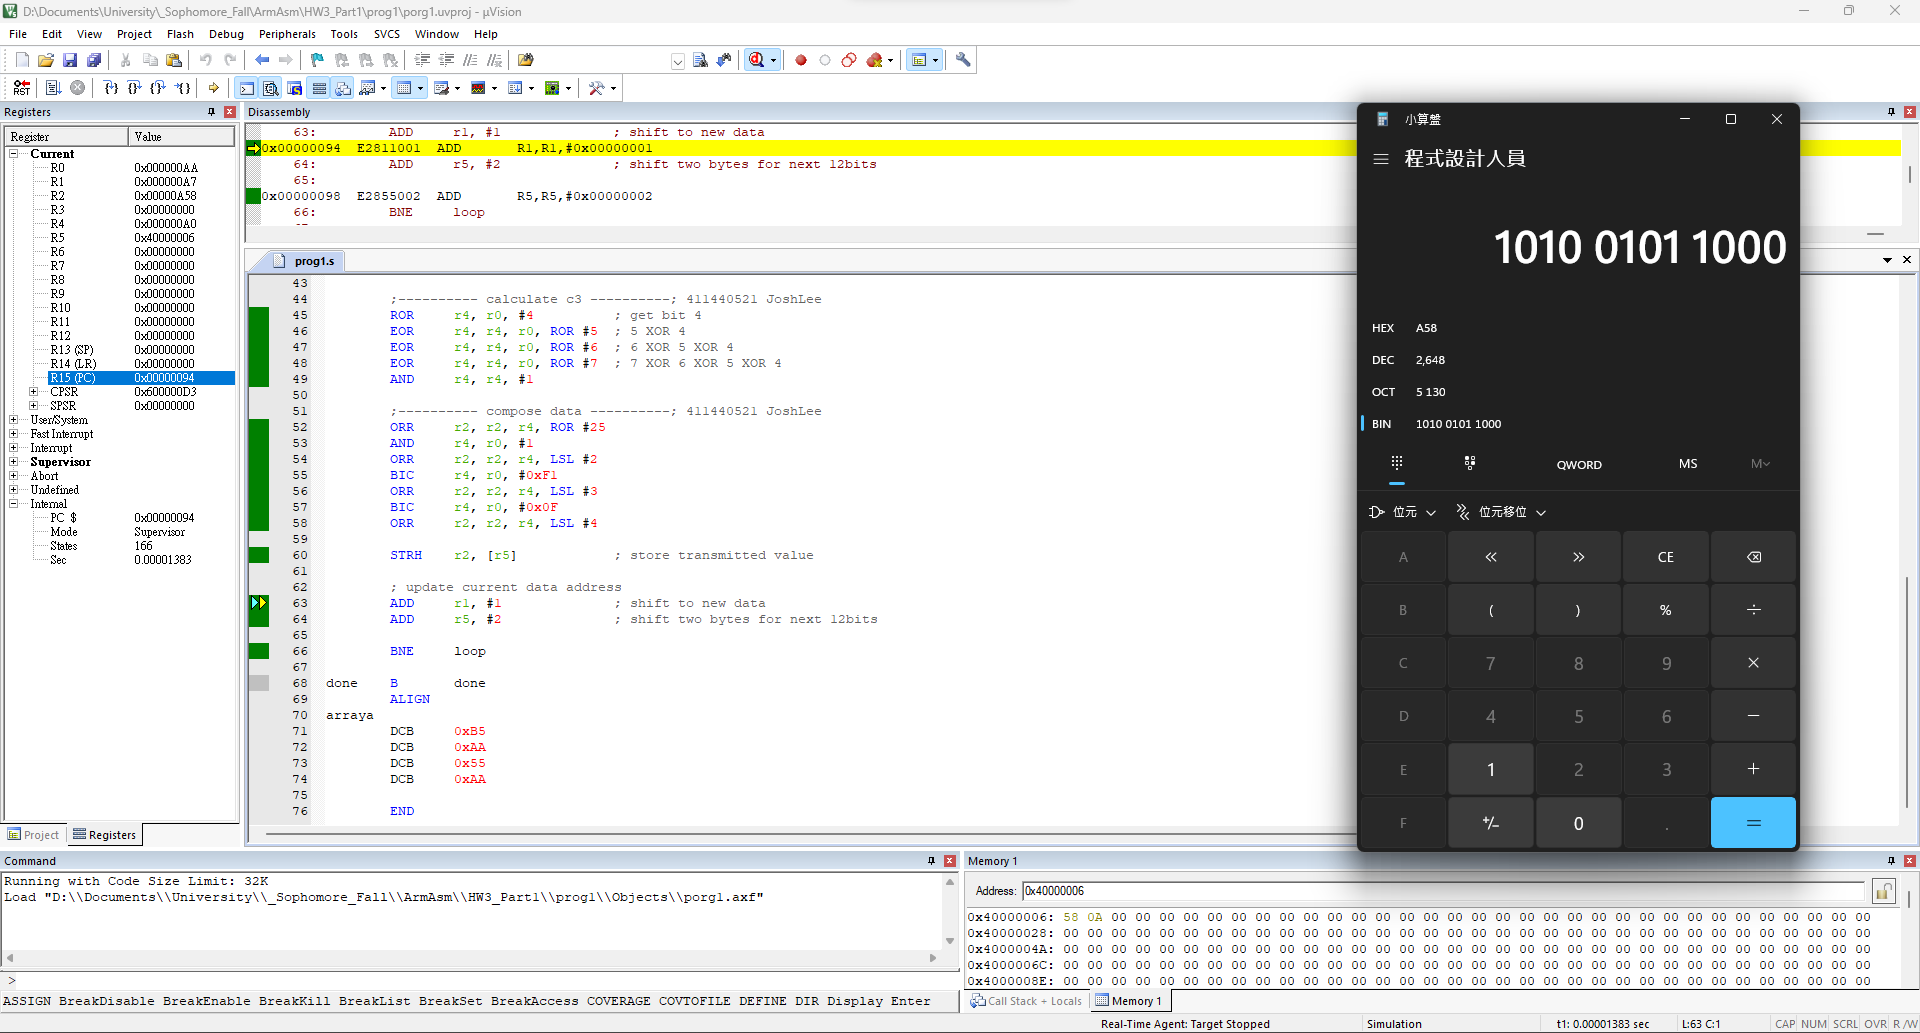 D:\Documents\University\_Sophomore_Fall\ArmAsm\HW3_Part1\prog1\porg1.uvproj - µVision
File Edit View Project Flash Debug Peripherals Tools SVCS Window Help
Registers
Register Value
Current
R0 0x000000AA
R1 0x000000A7
R2 0x00000A58
R3 0x00000000
R4 0x000000A0
R5 0x40000006
R6 0x00000000
R7 0x00000000
R8 0x00000000
R9 0x00000000
R10 0x00000000
R11 0x00000000
R12 0x00000000
R13 (SP) 0x00000000
R14 (LR) 0x00000000
R15 (PC) 0x00000094
CPSR 0x600000D3
SPSR 0x00000000
User/System
Fast Interrupt
Interrupt
Supervisor
Abort
Undefined
Internal
PC $ 0x00000094
Mode Supervisor
States 166
Sec 0.00001383
Project Registers
Disassembly
63: ADD r1, #1 ; shift to new data
0x00000094 E2811001 ADD R1,R1,#0x00000001
64: ADD r5, #2 ; shift two bytes for next 12bits
65:
0x00000098 E2855002 ADD R5,R5,#0x00000002
66: BNE loop
prog1.s
43
44 ;---------- calculate c3 ----------; 411440521 JoshLee
45 ROR r4, r0, #4 ; get bit 4
46 EOR r4, r4, r0, ROR #5 ; 5 XOR 4
47 EOR r4, r4, r0, ROR #6 ; 6 XOR 5 XOR 4
48 EOR r4, r4, r0, ROR #7 ; 7 XOR 6 XOR 5 XOR 4
49 AND r4, r4, #1
50
51 ;---------- compose data ----------; 411440521 JoshLee
52 ORR r2, r2, r4, ROR #25
53 AND r4, r0, #1
54 ORR r2, r2, r4, LSL #2
55 BIC r4, r0, #0xF1
56 ORR r2, r2, r4, LSL #3
57 BIC r4, r0, #0x0F
58 ORR r2, r2, r4, LSL #4
59
60 STRH r2, [r5] ; store transmitted value
61
62 ; update current data address
63 ADD r1, #1 ; shift to new data
64 ADD r5, #2 ; shift two bytes for next 12bits
65
66 BNE loop
67
68 done B done
69 ALIGN
70 arraya
71 DCB 0xB5
72 DCB 0xAA
73 DCB 0x55
74 DCB 0xAA
75
76 END
小算盤
程式設計人員
1010 0101 1000
HEX A58
DEC 2,648
OCT 5 130
BIN 1010 0101 1000
QWORD MS M
位元 位元移位
A « » CE
B ( ) % ÷
C 7 8 9 ×
D 4 5 6 −
E 1 2 3 +
F +/- 0 . =
Command
Running with Code Size Limit: 32K
Load "D:\\Documents\\University\\_Sophomore_Fall\\ArmAsm\\HW3_Part1\\prog1\\Objects\\porg1.axf"
>
ASSIGN BreakDisable BreakEnable BreakKill BreakList BreakSet BreakAccess COVERAGE COVTOFILE DEFINE DIR Display Enter
Memory 1
Address: 0x40000006
0x40000006: 58 0A 00 00 00 00 00 00 00 00 00 00 00 00 00 00 00 00 00 00 00 00 00 00 00 00 00 00 00 00 00 00 00 00
0x40000028: 00 00 00 00 00 00 00 00 00 00 00 00 00 00 00 00 00 00 00 00 00 00 00 00 00 00 00 00 00 00 00 00 00 00
0x4000004A: 00 00 00 00 00 00 00 00 00 00 00 00 00 00 00 00 00 00 00 00 00 00 00 00 00 00 00 00 00 00 00 00 00 00
0x4000006C: 00 00 00 00 00 00 00 00 00 00 00 00 00 00 00 00 00 00 00 00 00 00 00 00 00 00 00 00 00 00 00 00 00 00
0x4000008E: 00 00 00 00 00 00 00 00 00 00 00 00 00 00 00 00 00 00 00 00 00 00 00 00 00 00 00 00 00 00 00 00 00 00
Call Stack + Locals Memory 1
Real-Time Agent: Target Stopped Simulation t1: 0.00001383 sec L:63 C:1 CAP NUM SCRL OVR R/W